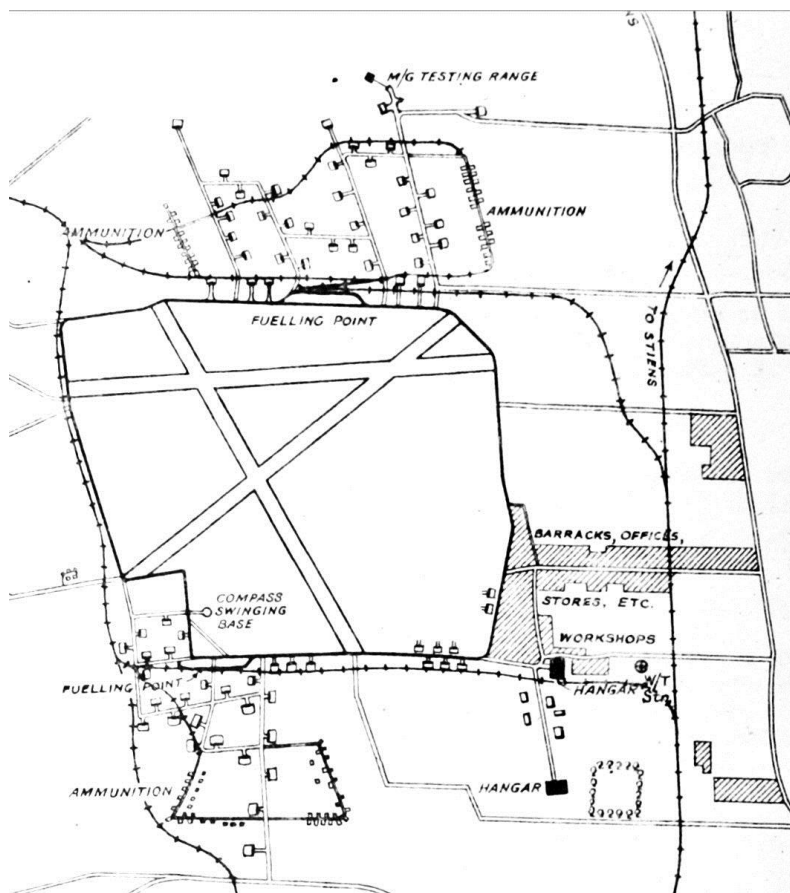 M/G TESTING RANGE
AMMUNITION
AMMUNITION
FUELLING POINT
TO STIENS
BARRACKS, OFFICES,
STORES, ETC.
COMPASS
SWINGING
BASE
WORKSHOPS
FUELLING POINT
HANGAR
W/T
Stn.
AMMUNITION
HANGAR